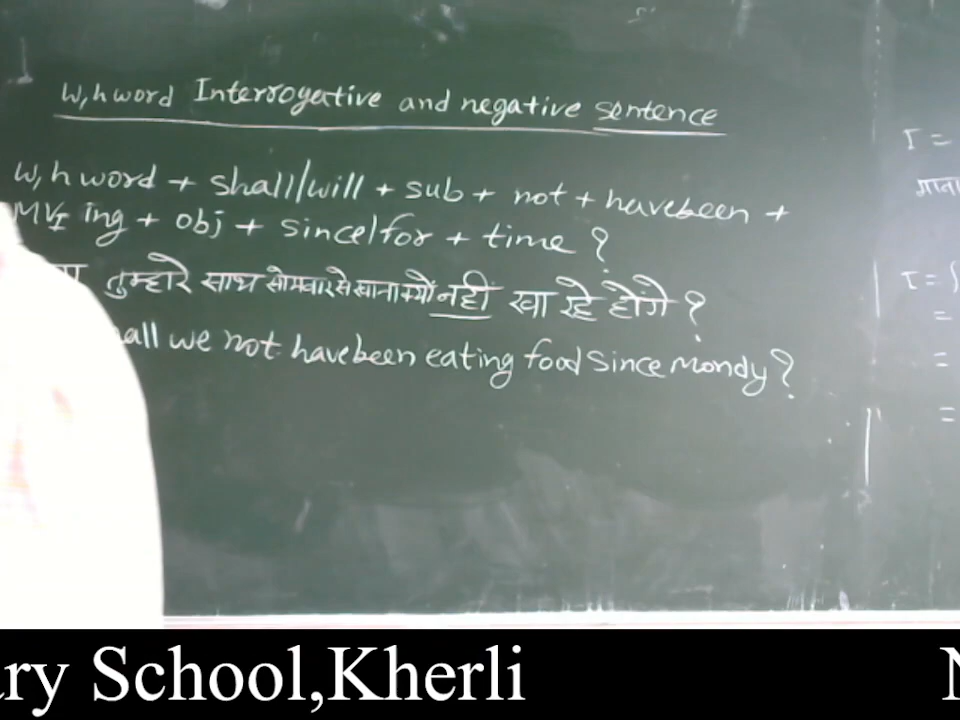 W,h word Interrogative and negative sentence
W,h word + shall/will + sub + not + havebeen +
MVI ing + obj + since/for + time ?
तुम्हारे साथ सोमवार से खाना क्यों नही खा रहे होगे ?
all we not havebeen eating food since mondy ?
I =
I =
=
=
=
ry School,Kherli